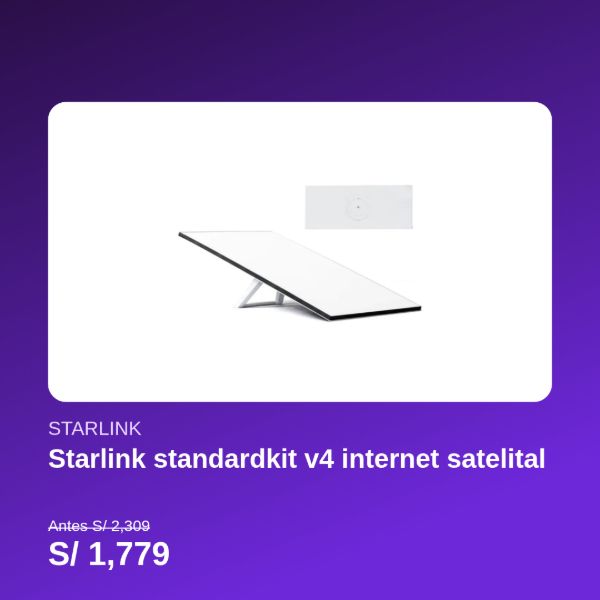 STARLINK
Starlink standardkit v4 internet satelital
Antes S/ 2,309
S/ 1,779